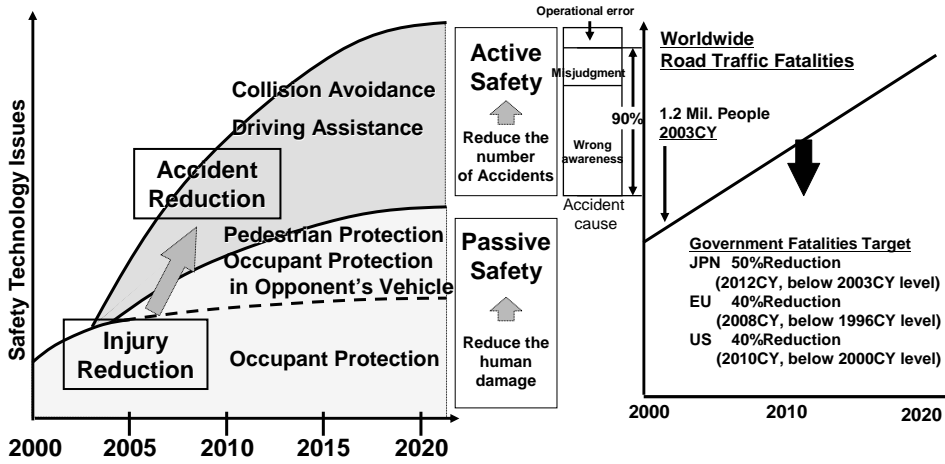 Safety Technology Issues
Collision Avoidance
Driving Assistance
Accident
Reduction
Pedestrian Protection
Occupant Protection
in Opponent's Vehicle
Injury
Reduction
Occupant Protection
2000
2005
2010
2015
2020
Active
Safety
Reduce the
number
of Accidents
Passive
Safety
Reduce the
human
damage
Operational error
Misjudgment
90%
Wrong
awareness
Accident
cause
Worldwide
Road Traffic Fatalities
1.2 Mil. People
2003CY
Government Fatalities Target
JPN 50%Reduction
(2012CY, below 2003CY level)
EU 40%Reduction
(2008CY, below 1996CY level)
US 40%Reduction
(2010CY, below 2000CY level)
2000
2010
2020